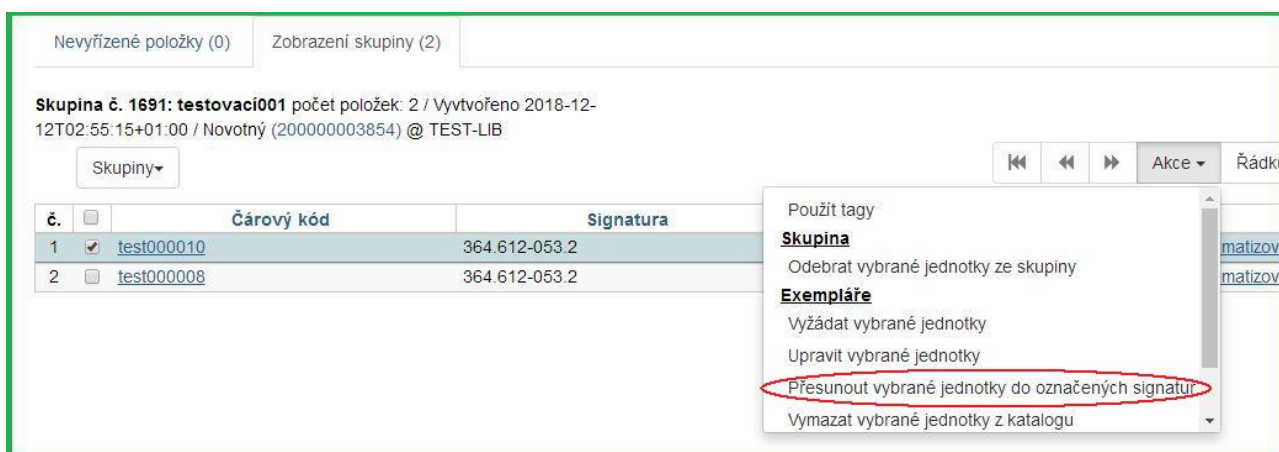 Nevyřízené položky (0) Zobrazení skupiny (2)
Skupina č. 1691: testovací001 počet položek: 2 / Vyvtvořeno 2018-12-
12T02:55:15+01:00 / Novotný (200000003854) @ TEST-LIB
Skupiny Akce
č. Čárový kód Signatura
1 test000010 364.612-053.2
2 test000008 364.612-053.2
Použít tagy
Skupina
Odebrat vybrané jednotky ze skupiny
Exempláře
Vyžádat vybrané jednotky
Upravit vybrané jednotky
Přesunout vybrané jednotky do označených signatur
Vymazat vybrané jednotky z katalogu